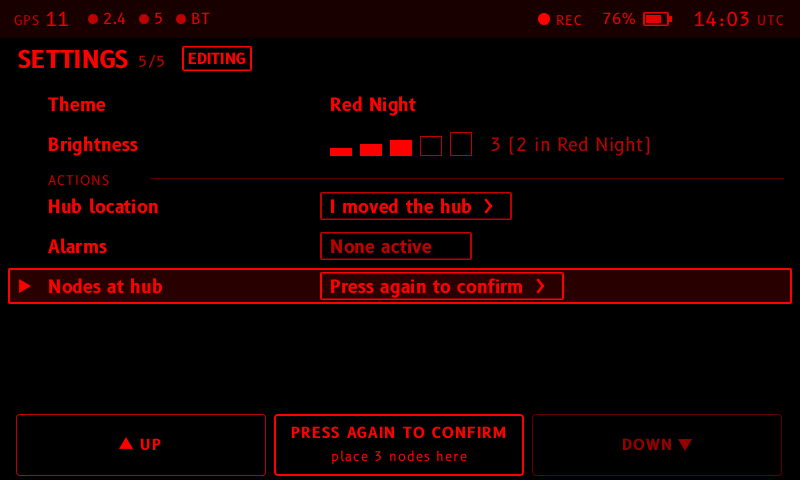 GPS 11 2.4 5 BT REC 76% 14:03 UTC
SETTINGS 5/5 EDITING
Theme Red Night
Brightness 3 (2 in Red Night)
ACTIONS
Hub location I moved the hub >
Alarms None active
▶ Nodes at hub Press again to confirm >
▲ UP
PRESS AGAIN TO CONFIRM
place 3 nodes here
DOWN ▼